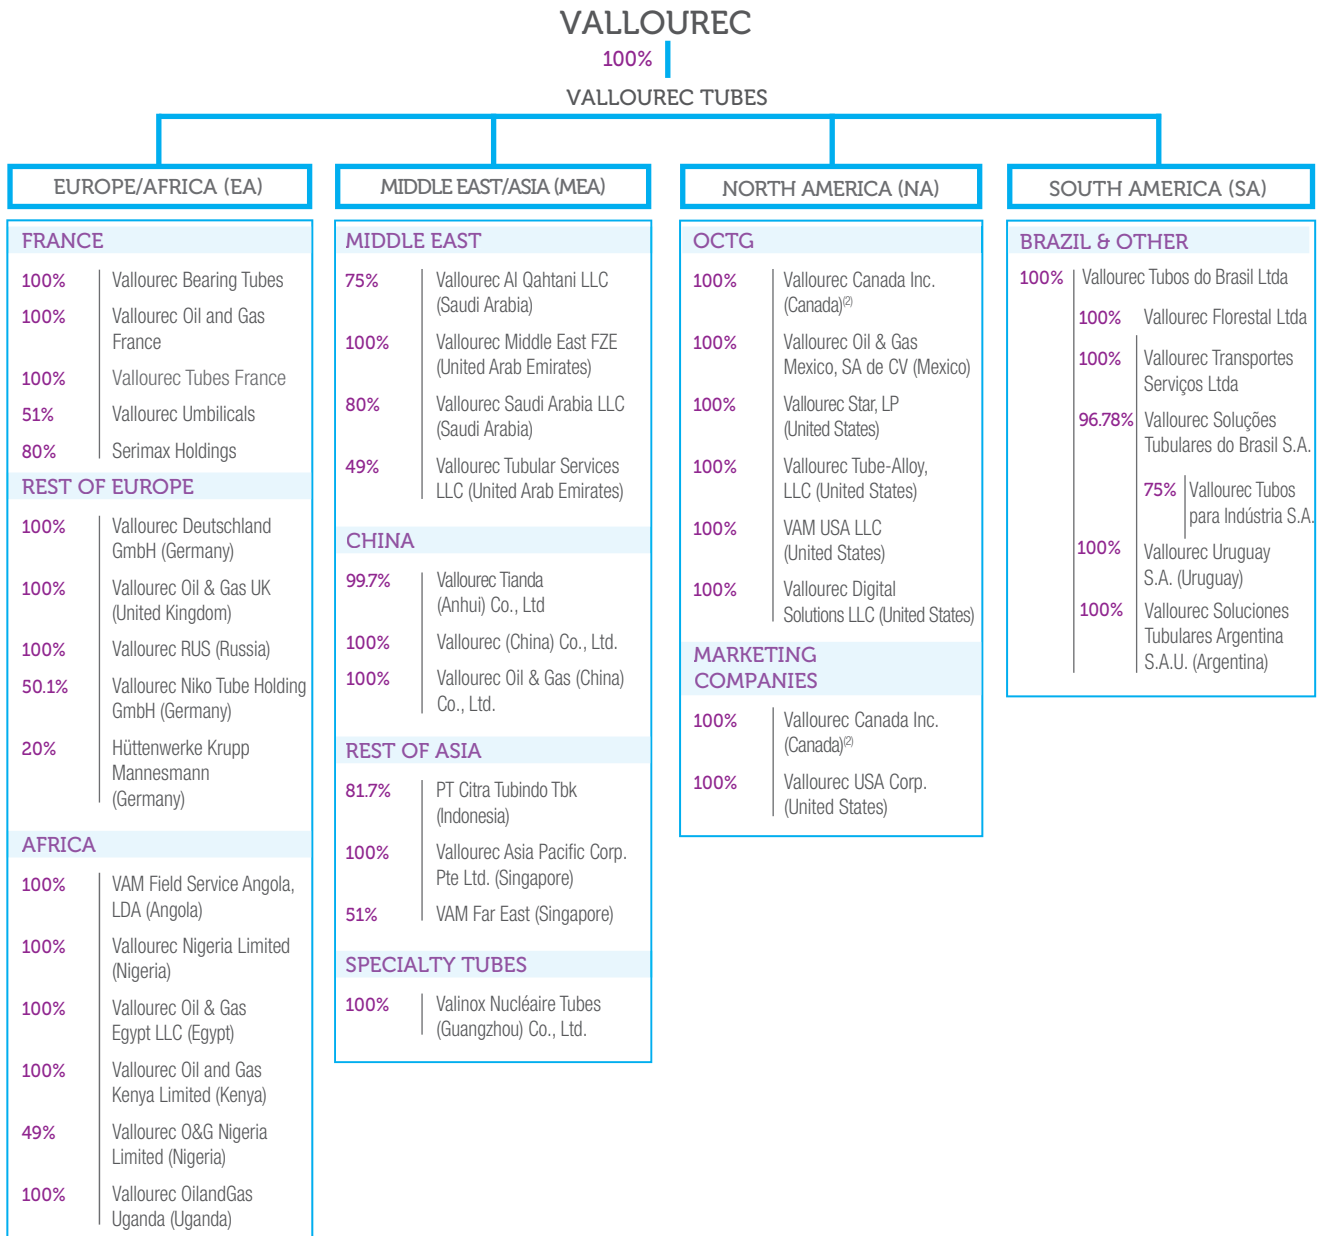 VALLOUREC
100%
VALLOUREC TUBES
EUROPE/AFRICA (EA)
FRANCE
100% Vallourec Bearing Tubes
100% Vallourec Oil and Gas
France
100% Vallourec Tubes France
51% Vallourec Umbilicals
80% Serimax Holdings
REST OF EUROPE
100% Vallourec Deutschland
GmbH (Germany)
100% Vallourec Oil & Gas UK
(United Kingdom)
100% Vallourec RUS (Russia)
50.1% Vallourec Niko Tube Holding
GmbH (Germany)
20% Hüttenwerke Krupp
Mannesmann
(Germany)
AFRICA
100% VAM Field Service Angola,
LDA (Angola)
100% Vallourec Nigeria Limited
(Nigeria)
100% Vallourec Oil & Gas
Egypt LLC (Egypt)
100% Vallourec Oil and Gas
Kenya Limited (Kenya)
49% Vallourec O&G Nigeria
Limited (Nigeria)
100% Vallourec OilandGas
Uganda (Uganda)
MIDDLE EAST/ASIA (MEA)
MIDDLE EAST
75% Vallourec Al Qahtani LLC
(Saudi Arabia)
100% Vallourec Middle East FZE
(United Arab Emirates)
80% Vallourec Saudi Arabia LLC
(Saudi Arabia)
49% Vallourec Tubular Services
LLC (United Arab Emirates)
CHINA
99.7% Vallourec Tianda
(Anhui) Co., Ltd
100% Vallourec (China) Co., Ltd.
100% Vallourec Oil & Gas (China)
Co., Ltd.
REST OF ASIA
81.7% PT Citra Tubindo Tbk
(Indonesia)
100% Vallourec Asia Pacific Corp.
Pte Ltd. (Singapore)
51% VAM Far East (Singapore)
SPECIALTY TUBES
100% Valinox Nucléaire Tubes
(Guangzhou) Co., Ltd.
NORTH AMERICA (NA)
OCTG
100% Vallourec Canada Inc.
(Canada)(2)
100% Vallourec Oil & Gas
Mexico, SA de CV (Mexico)
100% Vallourec Star, LP
(United States)
100% Vallourec Tube-Alloy,
LLC (United States)
100% VAM USA LLC
(United States)
100% Vallourec Digital
Solutions LLC (United States)
MARKETING
COMPANIES
100% Vallourec Canada Inc.
(Canada)(2)
100% Vallourec USA Corp.
(United States)
SOUTH AMERICA (SA)
BRAZIL & OTHER
100% Vallourec Tubos do Brasil Ltda
100% Vallourec Florestal Ltda
100% Vallourec Transportes
Serviços Ltda
96.78% Vallourec Soluções
Tubulares do Brasil S.A.
75% Vallourec Tubos
para Indústria S.A.
100% Vallourec Uruguay
S.A. (Uruguay)
100% Vallourec Soluciones
Tubulares Argentina
S.A.U. (Argentina)